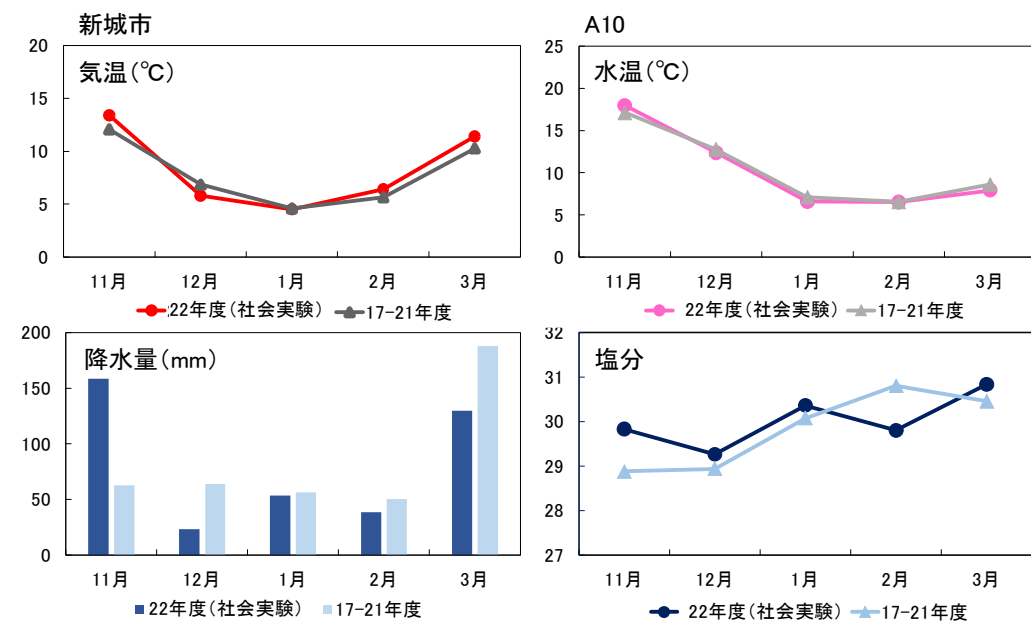 新城市
気温(℃)
20
15
10
5
0
11月 12月 1月 2月 3月
22年度(社会実験) 17-21年度
A10
水温(℃)
25
20
15
10
5
0
11月 12月 1月 2月 3月
22年度(社会実験) 17-21年度
降水量(mm)
200
150
100
50
0
11月 12月 1月 2月 3月
22年度(社会実験) 17-21年度
塩分
32
31
30
29
28
27
11月 12月 1月 2月 3月
22年度(社会実験) 17-21年度